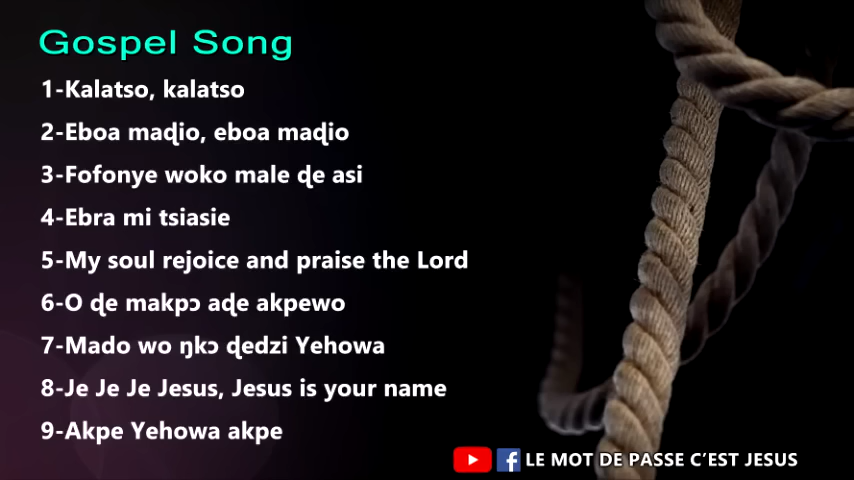 Gospel Song
1-Kalatso, kalatso
2-Eboa maɖio, eboa maɖio
3-Fofonye woko male ɖe asi
4-Ebra mi tsiasie
5-My soul rejoice and praise the Lord
6-O ɖe makpɔ aɖe akpewo
7-Mado wo ŋkɔ ɖedzi Yehowa
8-Je Je Je Jesus, Jesus is your name
9-Akpe Yehowa akpe
LE MOT DE PASSE C’EST JESUS